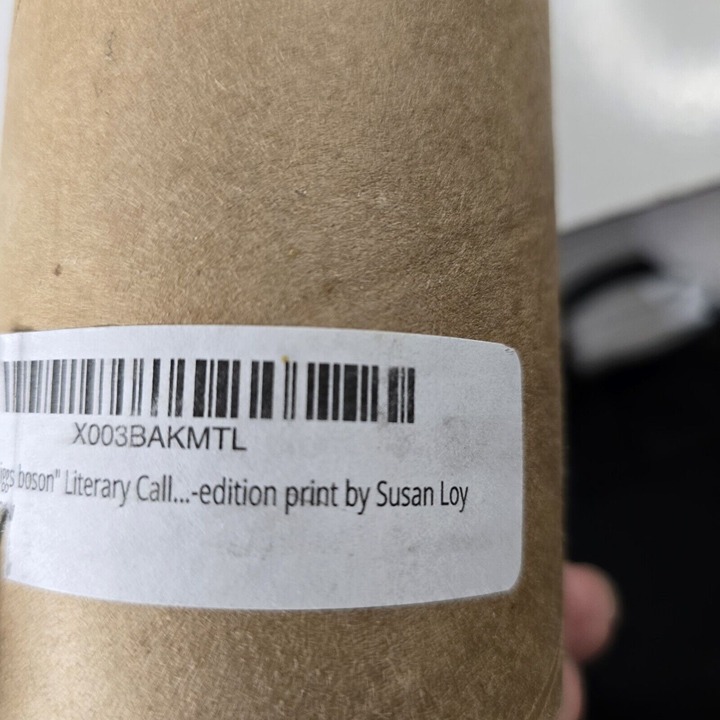 X003BAKMTL
boson" Literary Call...-edition print by Susan Loy